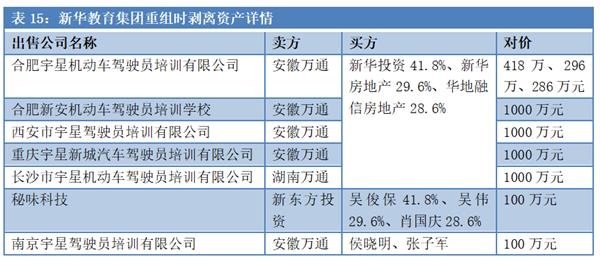 表 15：新华教育集团重组时剥离资产详情
出售公司名称 卖方 买方 对价
合肥宇星机动车驾驶员培训有限公司 安徽万通 新华投资 41.8%、新华 418 万、296
房地产 29.6%、华地融 万、286 万元
信房地产 28.6%
合肥新安机动车驾驶员培训学校 安徽万通 1000 万元
西安市宇星驾驶员培训有限公司 安徽万通 1000 万元
重庆宇星新城汽车驾驶员培训有限公司 安徽万通 1000 万元
长沙市宇星机动车驾驶员培训有限公司 湖南万通 1000 万元
秘味科技 新东方投 吴俊保 41.8%、吴伟 100 万元
资 29.6%、肖国庆 28.6%
南京宇星驾驶员培训有限公司 安徽万通 侯晓明、张子军 100 万元